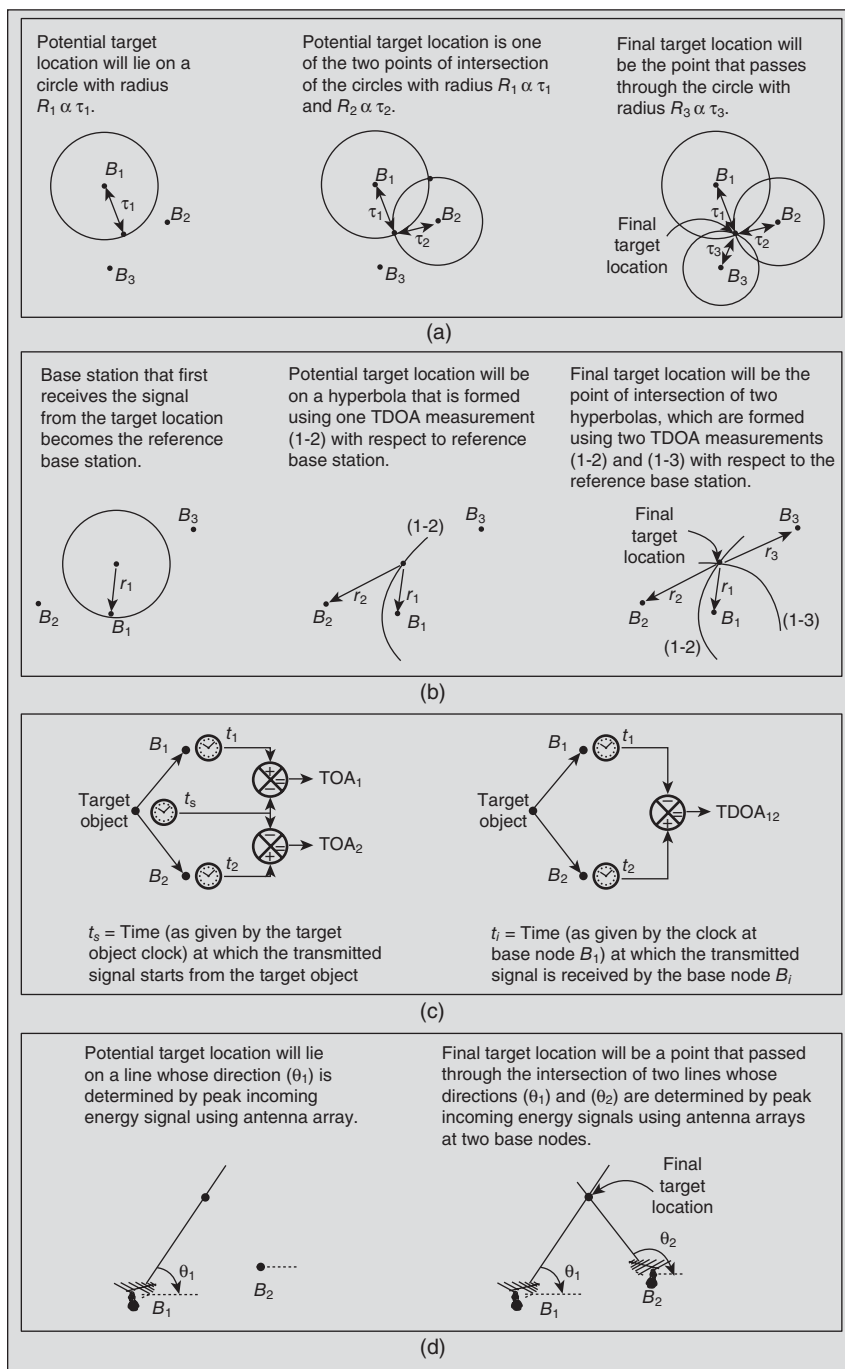 Potential target
location will lie on a
circle with radius
R1 α τ1.
B1
τ1
B2
B3
Potential target location is one
of the two points of intersection
of the circles with radius R1 α τ1
and R2 α τ2.
B1
τ1
B2
τ2
B3
Final target location will
be the point that passes
through the circle with
radius R3 α τ3.
B1
τ1
B2
τ2
Final
target
location
τ3
B3
(a)
Base station that first
receives the signal
from the target location
becomes the reference
base station.
B3
r1
B2
B1
Potential target location will be
on a hyperbola that is formed
using one TDOA measurement
(1-2) with respect to reference
base station.
(1-2)
B3
r2
r1
B2
B1
Final target location will be the
point of intersection of two
hyperbolas, which are formed
using two TDOA measurements
(1-2) and (1-3) with respect to the
reference base station.
Final
target
location
B3
r3
r2
r1
B2
B1
(1-2)
(1-3)
(b)
B1
t1
+
−
=
TOA1
Target
object
ts
−
+
=
TOA2
B2
t2
ts = Time (as given by the target
object clock) at which the transmitted
signal starts from the target object
B1
t1
Target
object
−
+
=
TDOA12
B2
t2
ti = Time (as given by the clock at
base node B1) at which the transmitted
signal is received by the base node Bi
(c)
Potential target location will lie
on a line whose direction (θ1) is
determined by peak incoming
energy signal using antenna array.
θ1
B1
B2
Final target location will be a point that passed
through the intersection of two lines whose
directions (θ1) and (θ2) are determined by peak
incoming energy signals using antenna arrays
at two base nodes.
Final
target
location
θ1
θ2
B1
B2
(d)